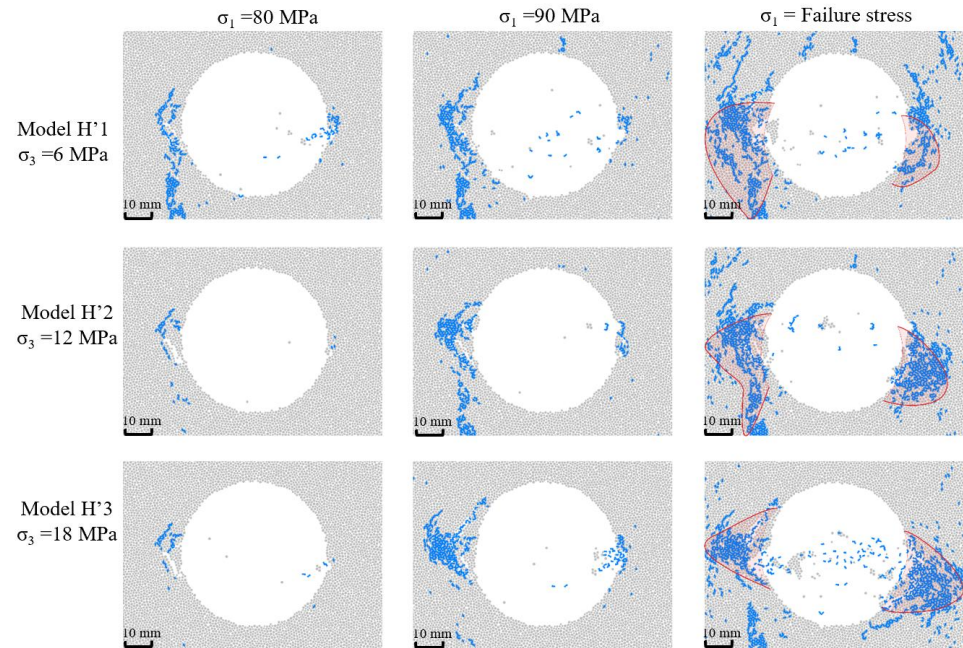 σ₁ =80 MPa
σ₁ =90 MPa
σ₁ = Failure stress
Model H’1
σ₃ =6 MPa
10 mm
10 mm
10 mm
Model H’2
σ₃ =12 MPa
10 mm
10 mm
10 mm
Model H’3
σ₃ =18 MPa
10 mm
10 mm
10 mm